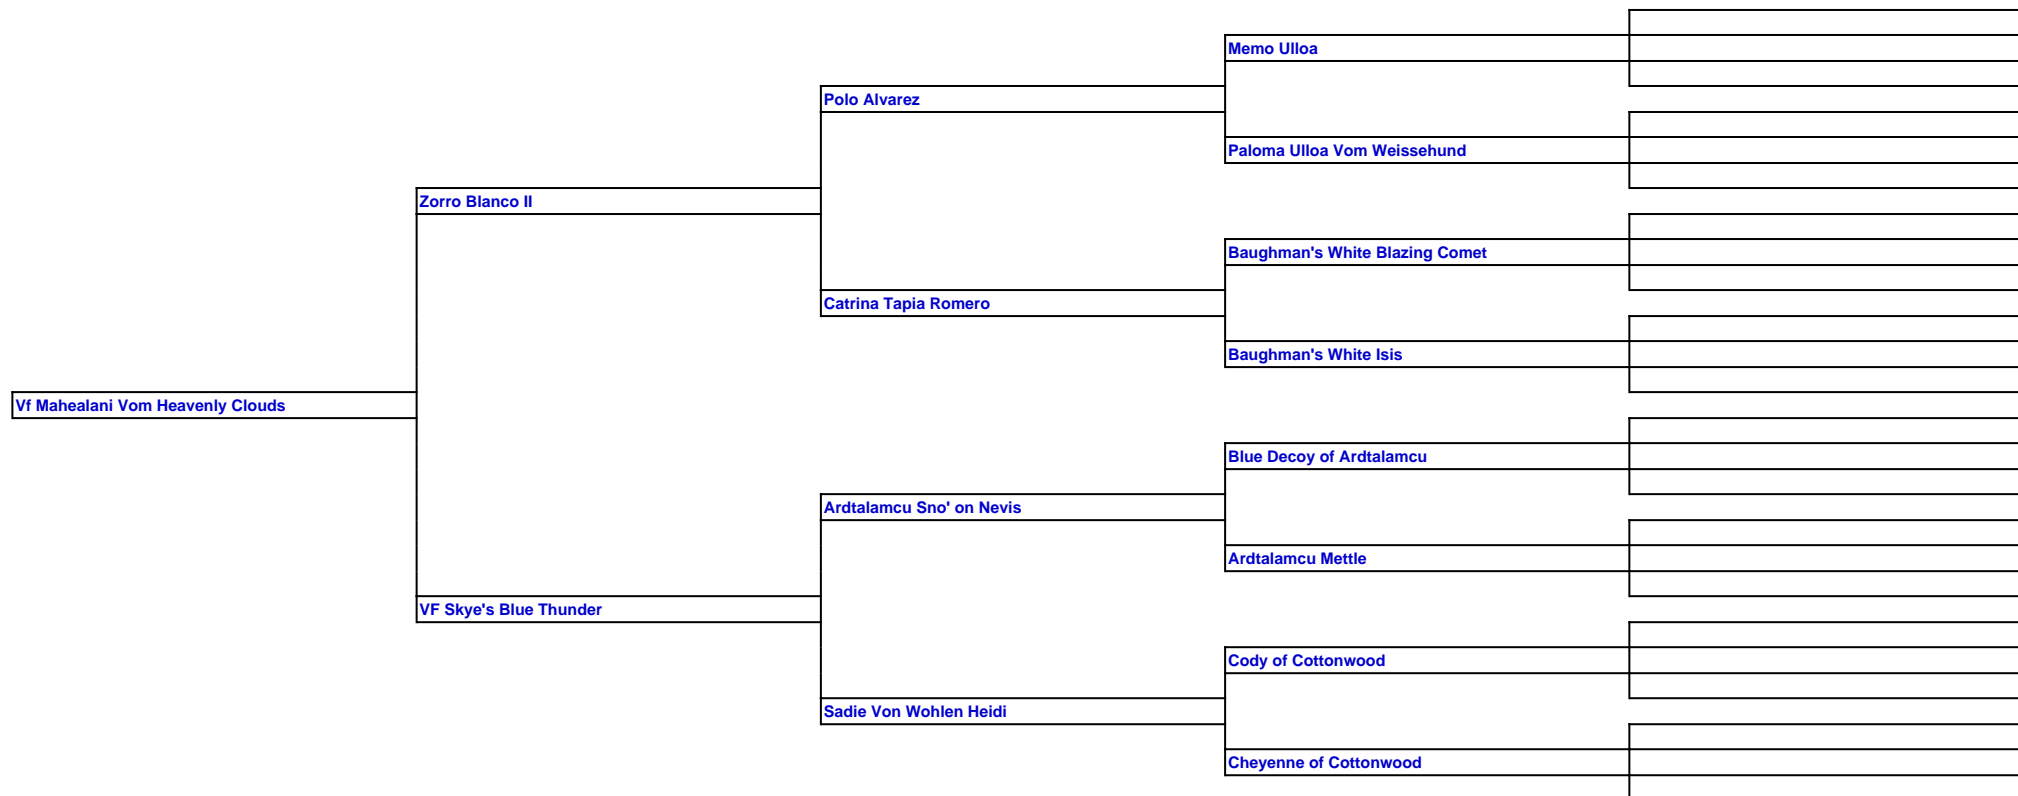 Memo Ulloa
Polo Alvarez
Paloma Ulloa Vom Weissehund
Zorro Blanco II
Baughman's White Blazing Comet
Catrina Tapia Romero
Baughman's White Isis
Vf Mahealani Vom Heavenly Clouds
Blue Decoy of Ardtalamcu
Ardtalamcu Sno' on Nevis
Ardtalamcu Mettle
VF Skye's Blue Thunder
Cody of Cottonwood
Sadie Von Wohlen Heidi
Cheyenne of Cottonwood